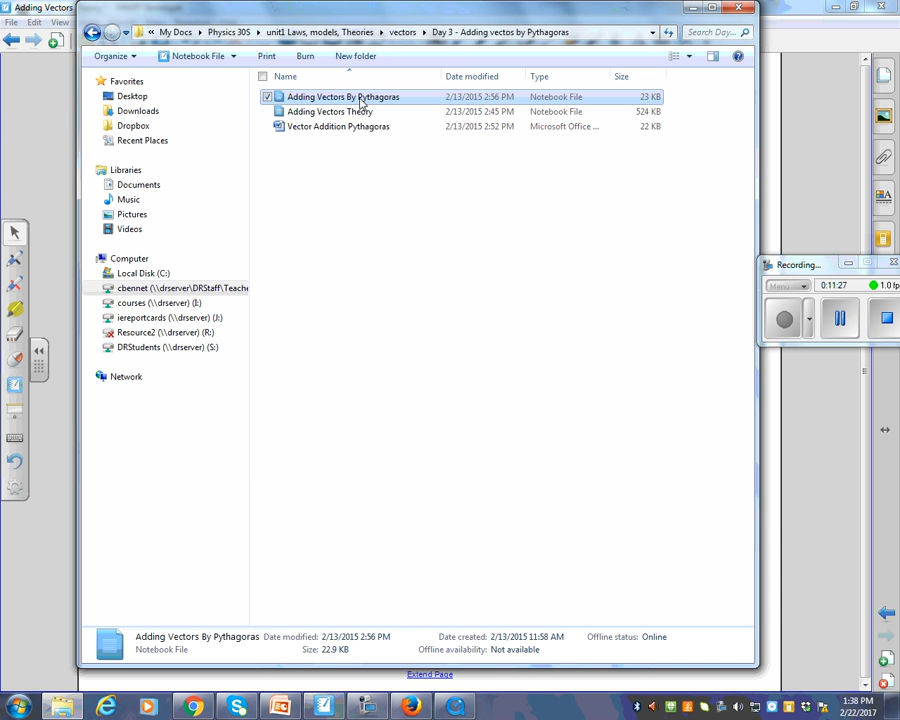 Adding Vectors
File Edit View
« My Docs Physics 30S unit1 Laws, models, Theories vectors Day 3 - Adding vectos by Pythagoras Search Day...
Organize Notebook File Print Burn New folder
Name Date modified Type Size
Favorites
Desktop
Downloads
Dropbox
Recent Places
Libraries
Documents
Music
Pictures
Videos
Computer
Local Disk (C:)
cbennet (\\drserver\DRStaff\Teache
courses (\\drserver) (I:)
iereportcards (\\drserver) (J:)
Resource2 (\\drserver) (R:)
DRStudents (\\drserver) (S:)
Network
Adding Vectors By Pythagoras 2/13/2015 2:56 PM Notebook File 23 KB
Adding Vectors Theory 2/13/2015 2:45 PM Notebook File 524 KB
Vector Addition Pythagoras 2/13/2015 2:52 PM Microsoft Office ... 22 KB
Recording...
Menu 0:11:27 1.0 fp
Adding Vectors By Pythagoras Date modified: 2/13/2015 2:56 PM Date created: 2/13/2015 11:58 AM Offline status: Online
Notebook File Size: 22.9 KB Offline availability: Not available
Extend Page
1:38 PM
2/22/2017